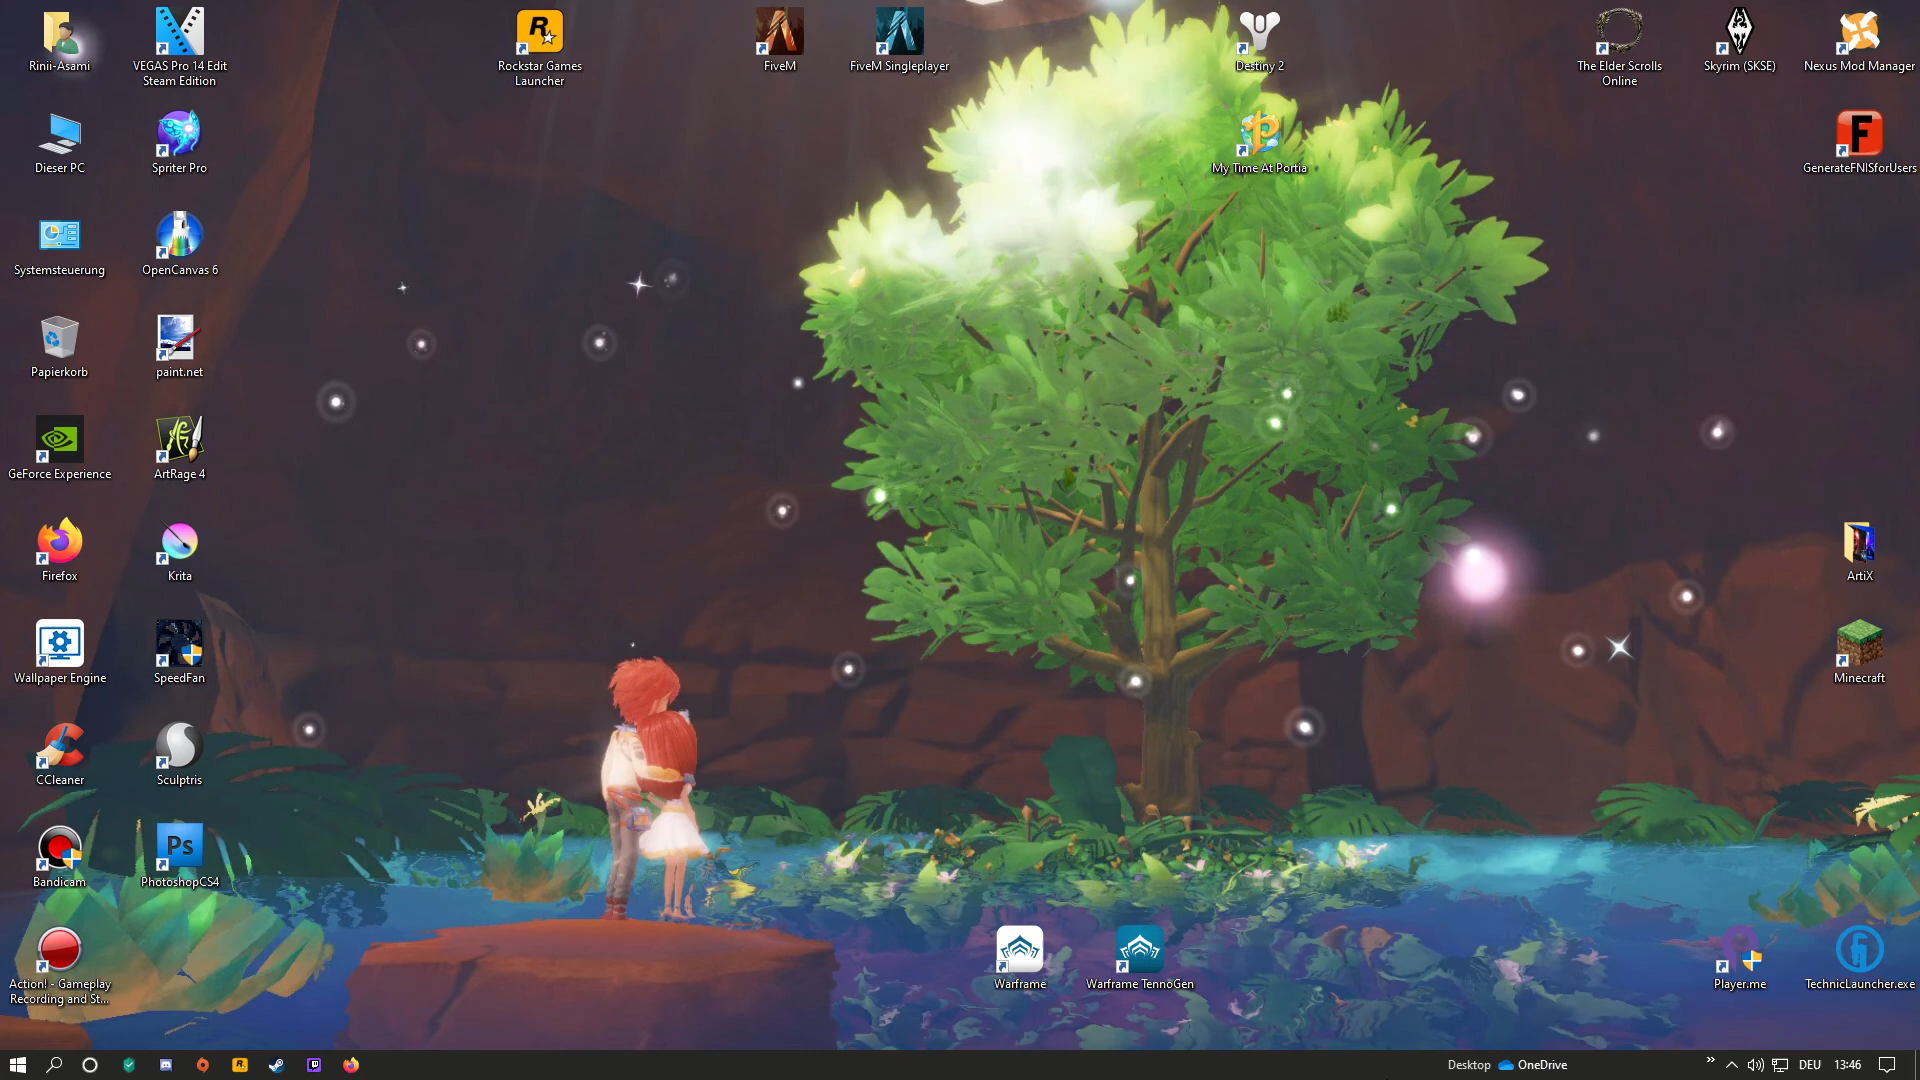 Rinii-Asami
VEGAS Pro 14 Edit
Steam Edition
Rockstar Games
Launcher
FiveM
FiveM Singleplayer
Destiny 2
The Elder Scrolls
Online
Skyrim (SKSE)
Nexus Mod Manager
Dieser PC
Spriter Pro
My Time At Portia
GenerateFNISforUsers
Systemsteuerung
OpenCanvas 6
Papierkorb
paint.net
GeForce Experience
ArtRage 4
Firefox
Krita
ArtiX
Wallpaper Engine
SpeedFan
Minecraft
CCleaner
Sculptris
Ps
Bandicam
PhotoshopCS4
Action! - Gameplay
Recording and St...
Warframe
Warframe TennoGen
Player.me
TechnicLauncher.exe
Desktop
OneDrive
DEU
13:46